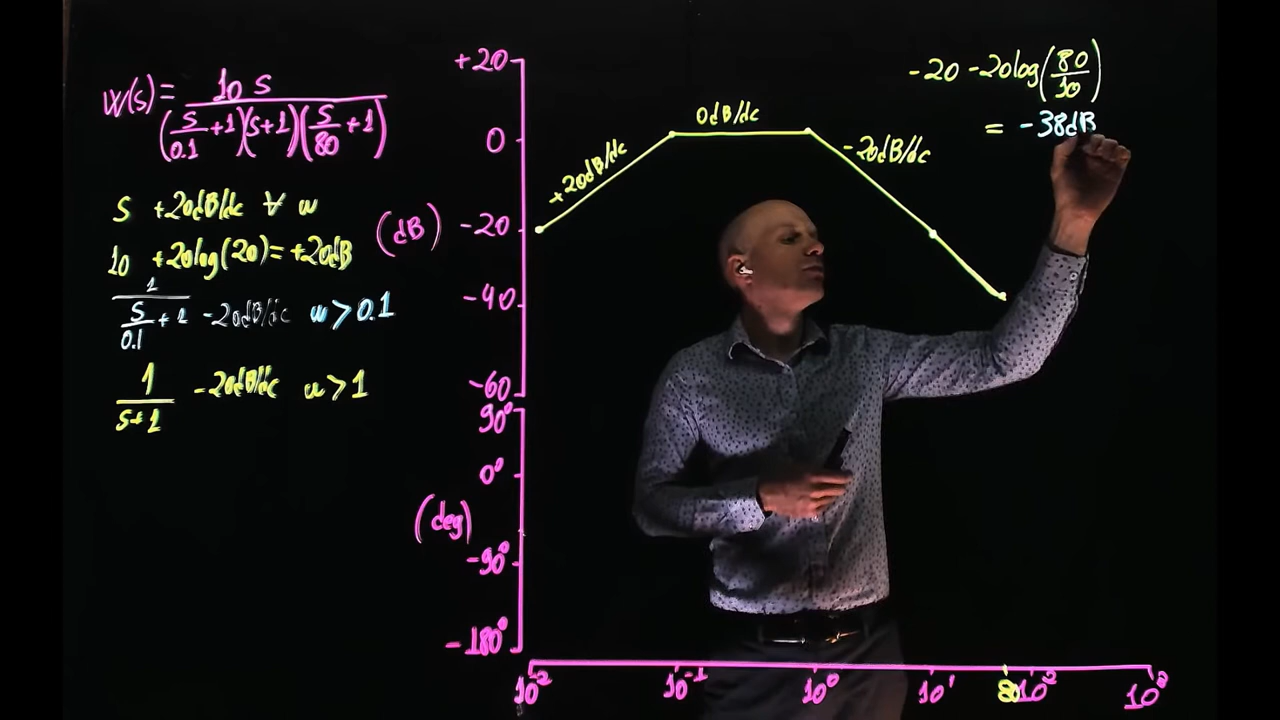 W(s) = 10 s / (s/0.1 + 1)(s+1)(s/80 + 1)
s +20dB/dc ∀ w
10 +20log(20) = +20dB
1 / (s/0.1 + 1) -20dB/dc w > 0.1
1 / (s+1) -20dB/dc w > 1
+20
0
(dB)
-20
-40
-60
90°
0°
(deg)
-90°
-180°
+20dB/dc
0dB/dc
-20dB/dc
-20 -20log(80/10)
= -38dB
10^-2 10^-1 10^0 10^1 80 10^2 10^3